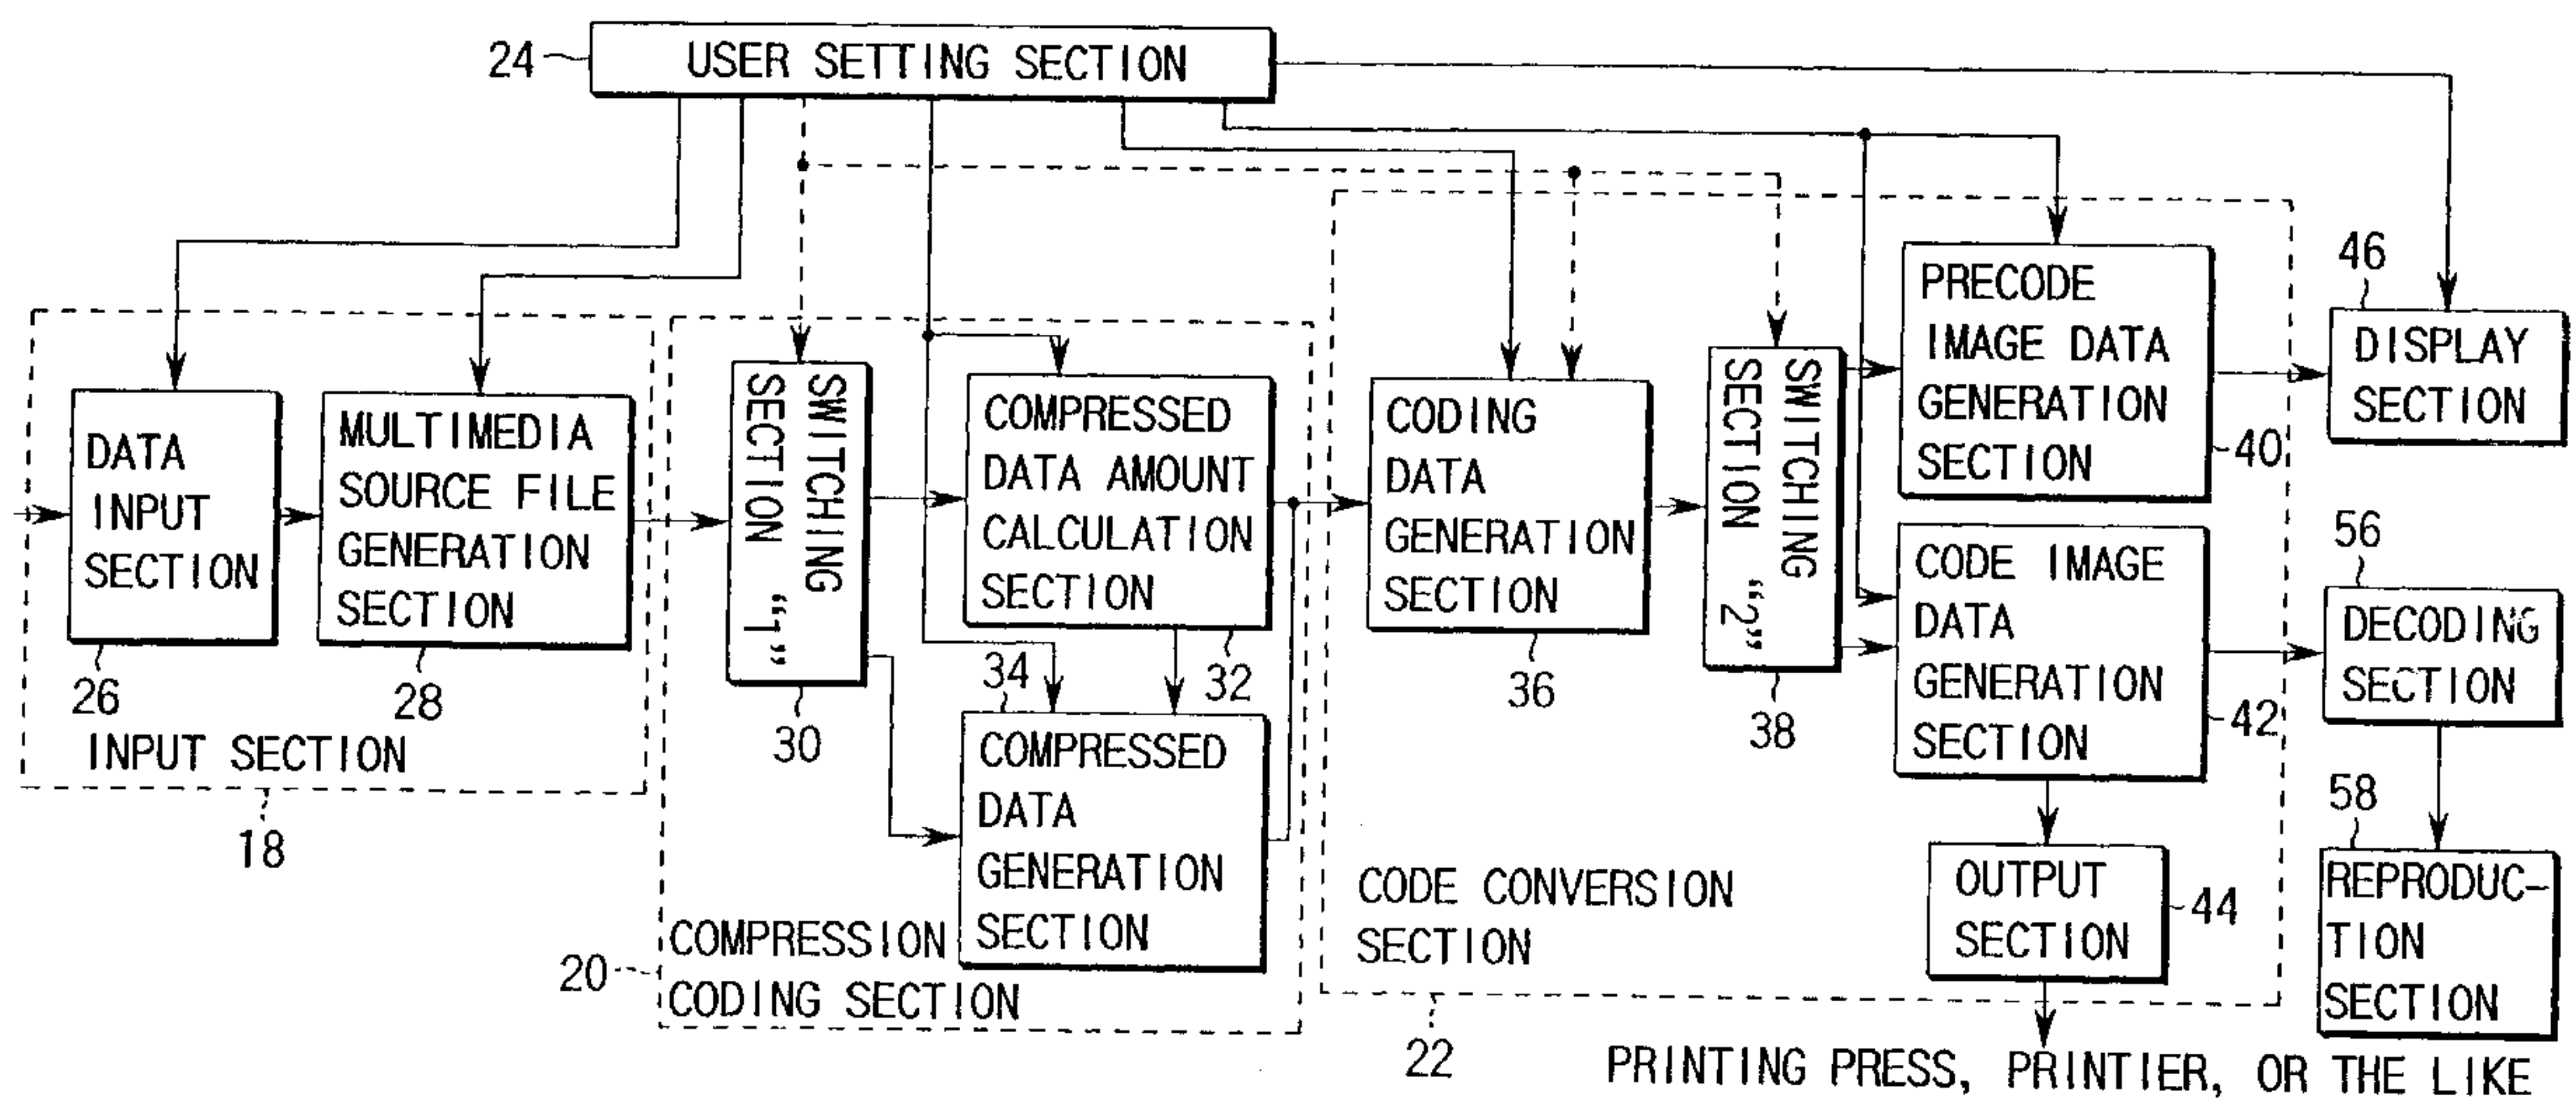 24
USER SETTING SECTION
46
DISPLAY
SECTION
PRECODE
IMAGE DATA
GENERATION
SECTION
40
DATA
INPUT
SECTION
26
MULTIMEDIA
SOURCE FILE
GENERATION
SECTION
28
INPUT SECTION
18
SWITCHING
SECTION “1”
30
COMPRESSED
DATA AMOUNT
CALCULATION
SECTION
32
34
COMPRESSED
DATA
GENERATION
SECTION
COMPRESSION
CODING SECTION
20
CODING
DATA
GENERATION
SECTION
36
SWITCHING
SECTION “2”
38
CODE IMAGE
DATA
GENERATION
SECTION
42
56
DECODING
SECTION
58
REPRODUC-
TION
SECTION
OUTPUT
SECTION
44
CODE CONVERSION
SECTION
22
PRINTING PRESS, PRINTIER, OR THE LIKE